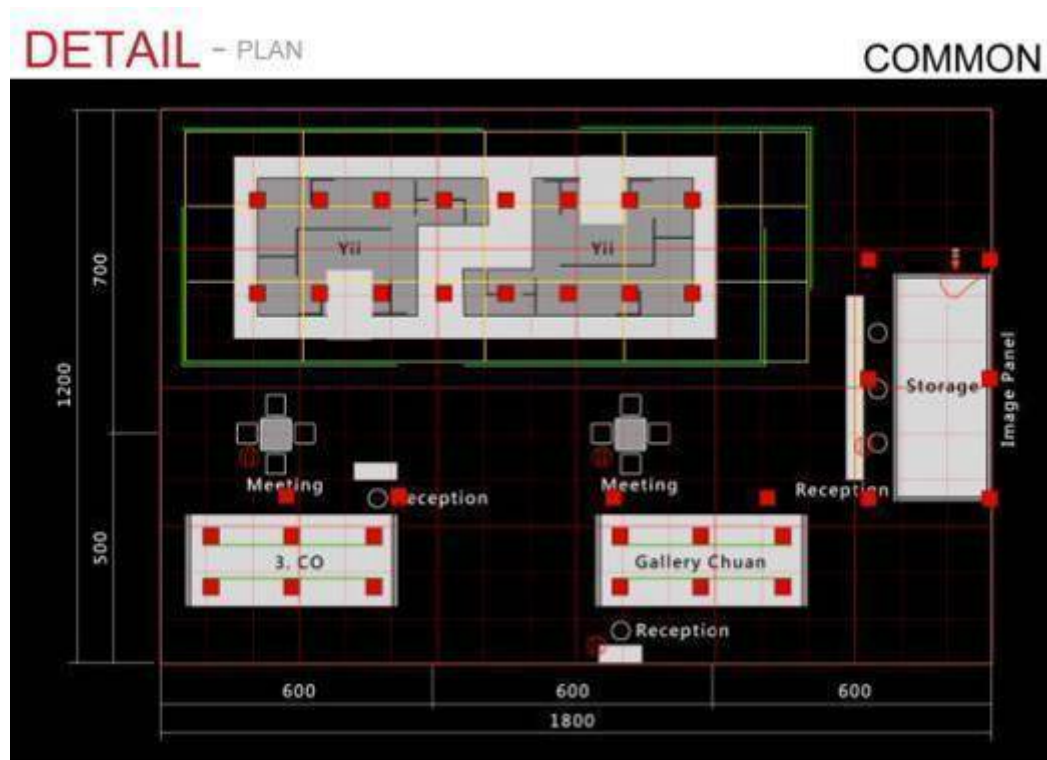 DETAIL - PLAN
COMMON
Yii
Yii
700
1200
500
Storage
Image Panel
Meeting
Reception
Meeting
Reception
3. CO
Gallery Chuan
Reception
600
600
600
1800